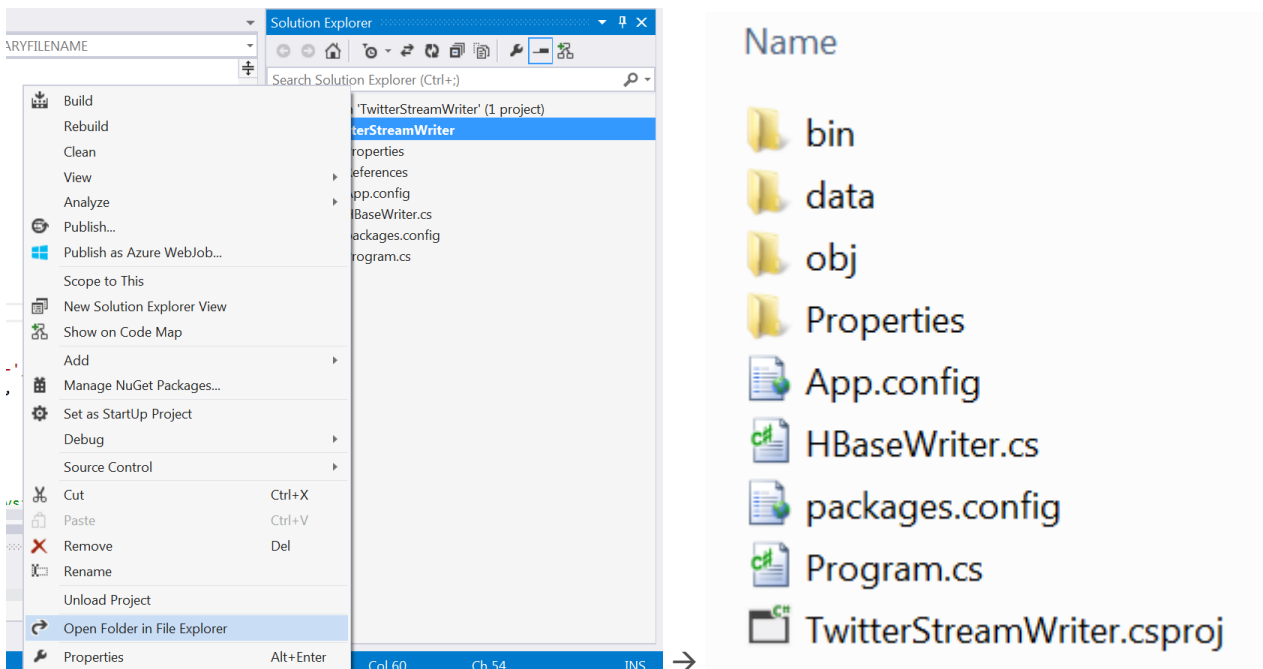 Solution Explorer
ARYFILENAME
Search Solution Explorer (Ctrl+;)
'TwitterStreamWriter' (1 project)
terStreamWriter
roperties
eferences
pp.config
HBaseWriter.cs
ackages.config
rogram.cs
Build
Rebuild
Clean
View
Analyze
Publish...
Publish as Azure WebJob...
Scope to This
New Solution Explorer View
Show on Code Map
Add
Manage NuGet Packages...
Set as StartUp Project
Debug
Source Control
Cut Ctrl+X
Paste Ctrl+V
Remove Del
Rename
Unload Project
Open Folder in File Explorer
Properties Alt+Enter
Col 60 Ch 54 INS
→
Name
bin
data
obj
Properties
App.config
HBaseWriter.cs
packages.config
Program.cs
TwitterStreamWriter.csproj